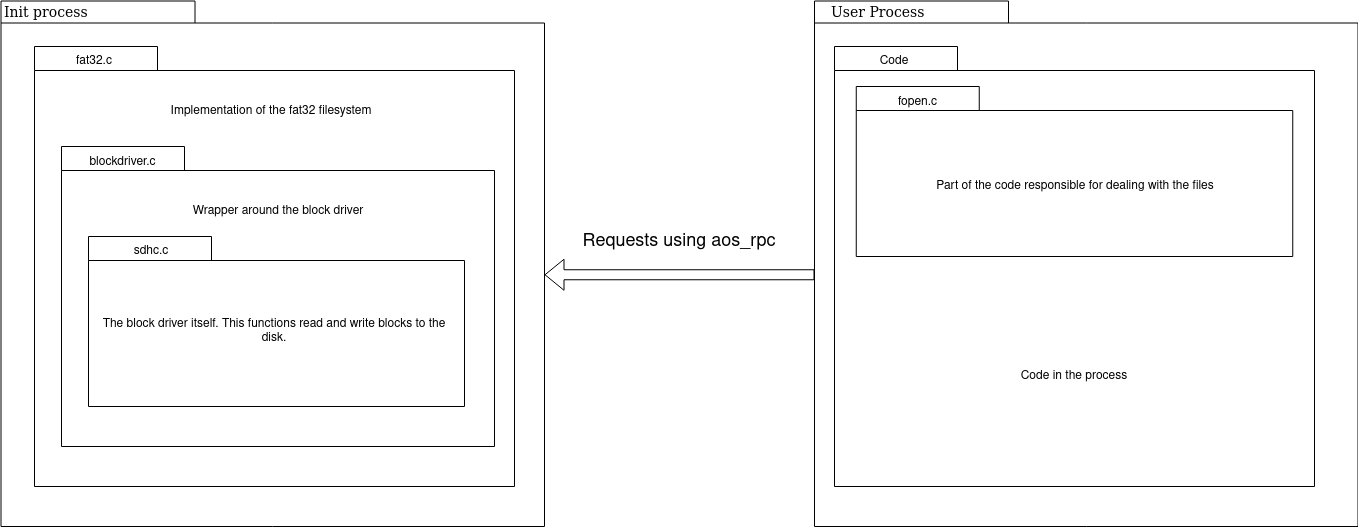 Init process
fat32.c
Implementation of the fat32 filesystem
blockdriver.c
Wrapper around the block driver
sdhc.c
The block driver itself. This functions read and write blocks to the
disk.
Requests using aos_rpc
User Process
Code
fopen.c
Part of the code responsible for dealing with the files
Code in the process